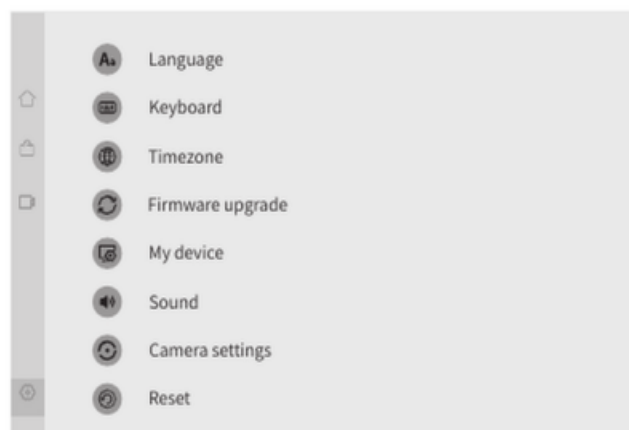 Language
Keyboard
Timezone
Firmware upgrade
My device
Sound
Camera settings
Reset